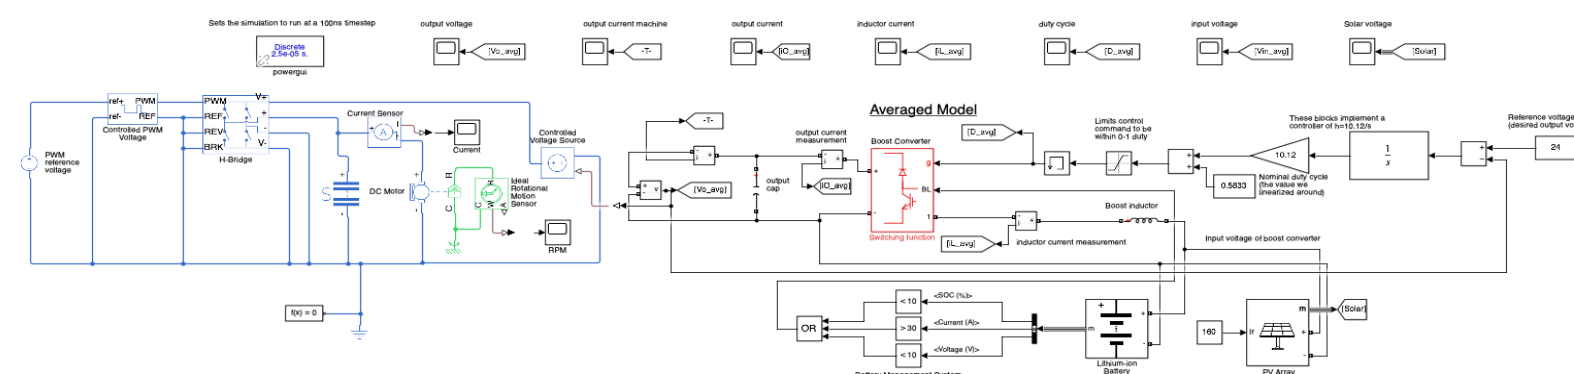 Sets the simulation to run at a 100ns timestep
output voltage
output current machine
output current
inductor current
duty cycle
input voltage
Solar voltage
Discrete
2.5e-05 s.
powergui
[Vo_avg]
-T-
[iO_avg]
[iL_avg]
[D_avg]
[Vin_avg]
[Solar]
ref+ PWM
ref- REF
Controlled PWM
Voltage
PWM
REF
REV
BRK
V+
+
-
V-
H-Bridge
Current Sensor
A
I
Current
Controlled
Voltage Source
PWM
reference
voltage
S
DC Motor
Ideal
Rotational
Motion
Sensor
RPM
f(x) = 0
-T-
[Vo_avg]
output
cap
output current
measurement
[iO_avg]
Averaged Model
Boost Converter
g
BL
1
Switching function
[D_avg]
Limits control
command to be
within 0-1 duty
These blocks implement a
controller of h=10.12/s
10.12
1
s
Nominal duty cycle
(the value we
linearized around)
0.5833
Reference voltage
(desired output vo
24
[iL_avg]
inductor current measurement
Boost inductor
Input voltage of boost converter
OR
< 10
> 30
< 10
<SOC (%)>
<Current (A)>
<Voltage (V)>
m
Lithium-ion
Battery
160
Ir
m
[Solar]
PV Array
Battery Management System